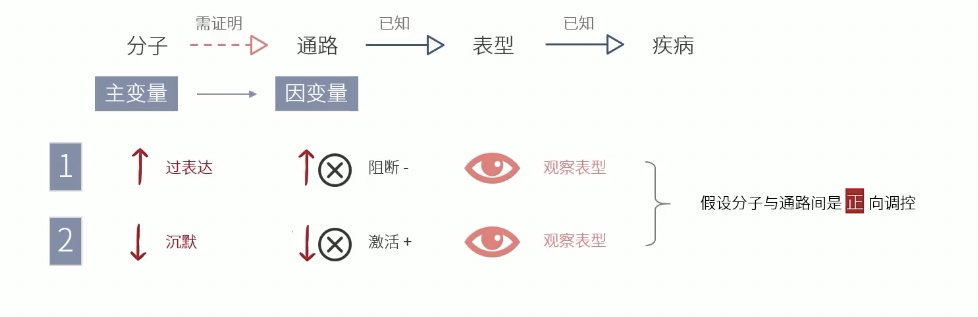 需证明 已知 已知
分子 通路 表型 疾病
主变量 因变量
1 过表达 阻断 - 观察表型
假设分子与通路间是 正 向调控
2 沉默 激活 + 观察表型